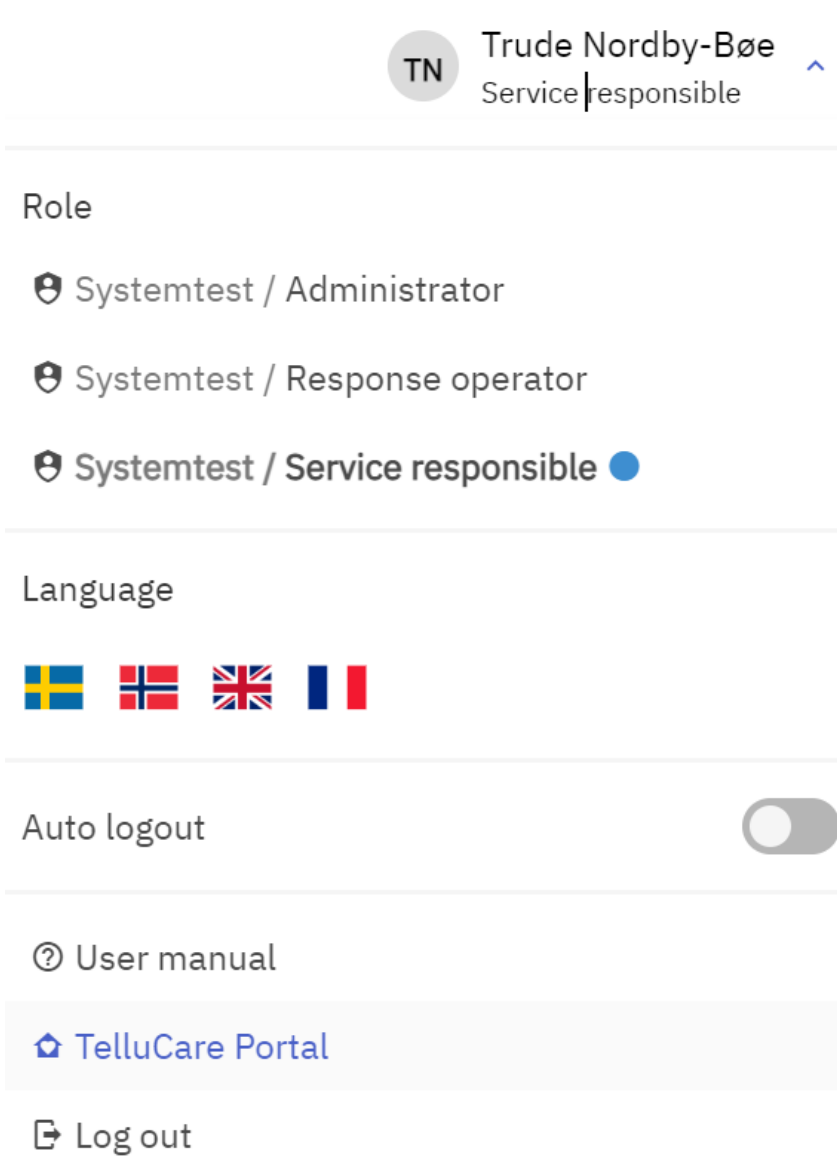 TN
Trude Nordby-Bøe
Service responsible
Role
Systemtest / Administrator
Systemtest / Response operator
Systemtest / Service responsible
Language
Auto logout
User manual
TelluCare Portal
Log out